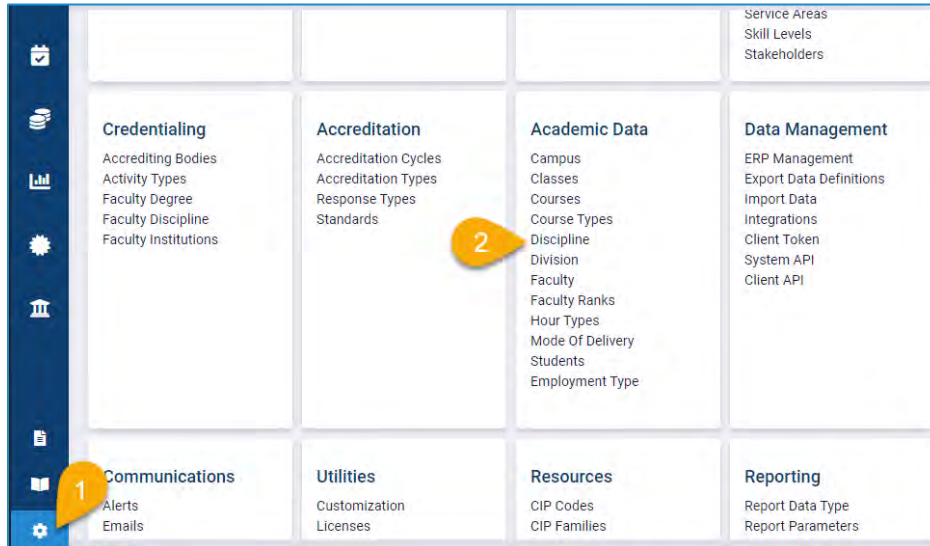 Service Areas
Skill Levels
Stakeholders
Credentialing
Accrediting Bodies
Activity Types
Faculty Degree
Faculty Discipline
Faculty Institutions
Accreditation
Accreditation Cycles
Accreditation Types
Response Types
Standards
Academic Data
Campus
Classes
Courses
Course Types
2
Discipline
Division
Faculty
Faculty Ranks
Hour Types
Mode Of Delivery
Students
Employment Type
Data Management
ERP Management
Export Data Definitions
Import Data
Integrations
Client Token
System API
Client API
1
Communications
Alerts
Emails
Utilities
Customization
Licenses
Resources
CIP Codes
CIP Families
Reporting
Report Data Type
Report Parameters